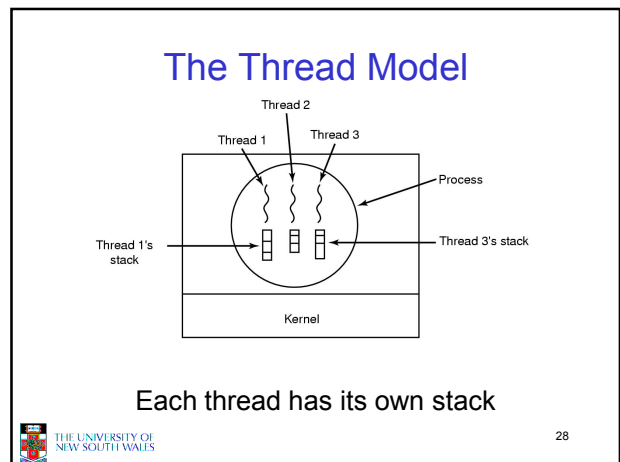 The Thread Model
Thread 2
Thread 1
Thread 3
Process
Thread 1's
stack
Thread 3's stack
Kernel
Each thread has its own stack
THE UNIVERSITY OF
NEW SOUTH WALES
28